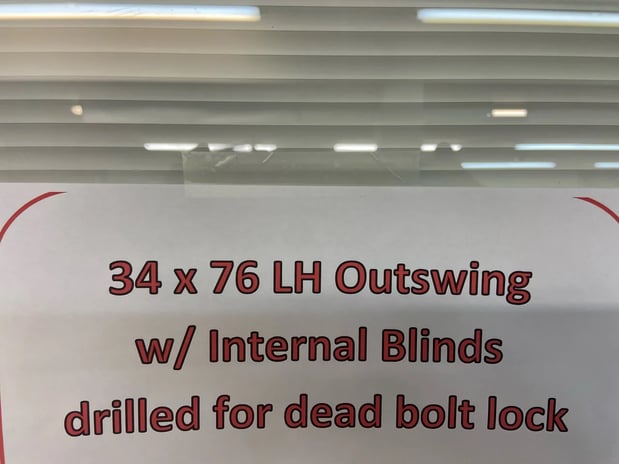 34 x 76 LH Outswing
w/ Internal Blinds
drilled for dead bolt lock